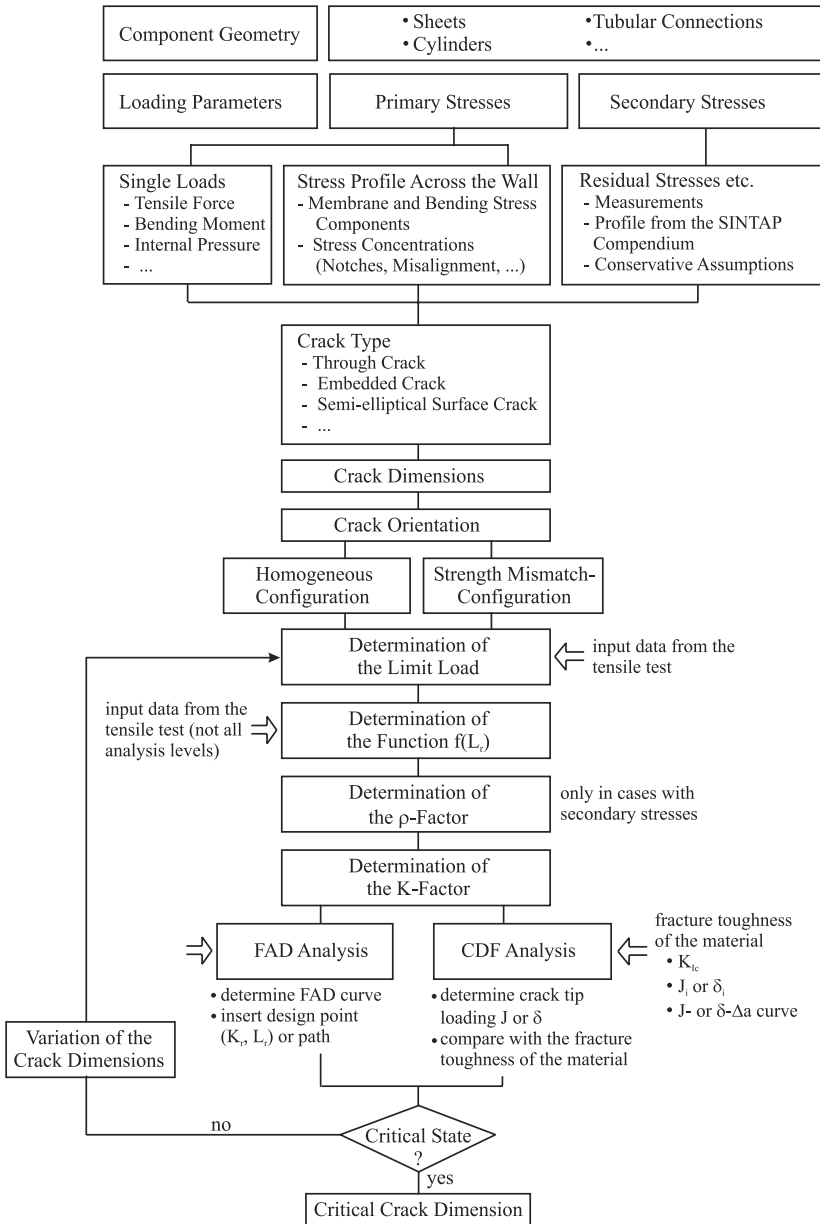 Component Geometry
• Sheets
• Cylinders
• Tubular Connections
• ...
Loading Parameters
Primary Stresses
Secondary Stresses
Single Loads
- Tensile Force
- Bending Moment
- Internal Pressure
- ...
Stress Profile Across the Wall
- Membrane and Bending Stress
Components
- Stress Concentrations
(Notches, Misalignment, ...)
Residual Stresses etc.
- Measurements
- Profile from the SINTAP
Compendium
- Conservative Assumptions
Crack Type
- Through Crack
- Embedded Crack
- Semi-elliptical Surface Crack
- ...
Crack Dimensions
Crack Orientation
Homogeneous
Configuration
Strength Mismatch-
Configuration
Determination of
the Limit Load
input data from the
tensile test
input data from the
tensile test (not all
analysis levels)
Determination of
the Function f(Lr)
Determination of
the ρ-Factor
only in cases with
secondary stresses
Determination of
the K-Factor
FAD Analysis
CDF Analysis
fracture toughness
of the material
• KIc
• Ji or δi
• J- or δ-Δa curve
• determine FAD curve
• insert design point
(Kr, Lr) or path
• determine crack tip
loading J or δ
• compare with the fracture
toughness of the material
Variation of the
Crack Dimensions
no
Critical State
?
yes
Critical Crack Dimension